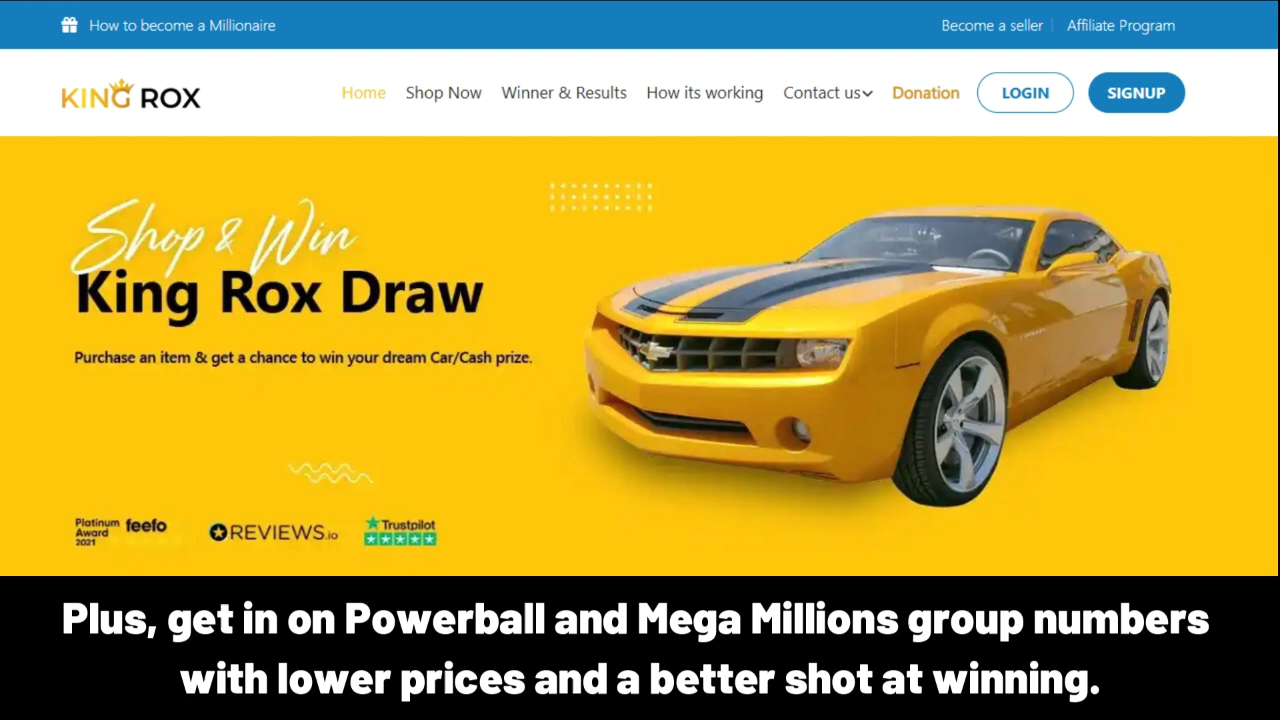 How to become a Millionaire
Become a seller
Affiliate Program
KING ROX
Home
Shop Now
Winner & Results
How its working
Contact us
Donation
LOGIN
SIGNUP
Shop & Win
King Rox Draw
Purchase an item & get a chance to win your dream Car/Cash prize.
Platinum
Award
2021
feefo
REVIEWS.io
Trustpilot
Plus, get in on Powerball and Mega Millions group numbers
with lower prices and a better shot at winning.